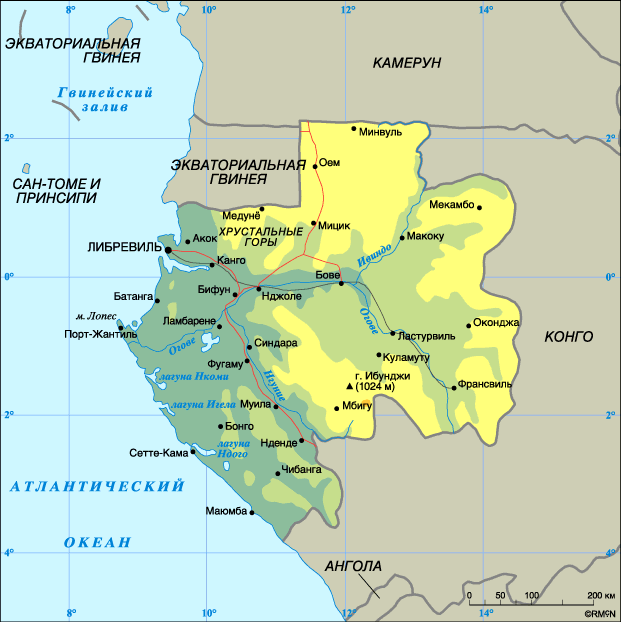 8°
10°
12°
14°
ЭКВАТОРИАЛЬНАЯ
ГВИНЕЯ
КАМЕРУН
Гвинейский
залив
2°
2°
Минвуль
ЭКВАТОРИАЛЬНАЯ
ГВИНЕЯ
Оем
САН-ТОМЕ И
ПРИНСИПИ
Медунё
Мекамбо
ХРУСТАЛЬНЫЕ
ГОРЫ
Мицик
Акок
Макоку
ЛИБРЕВИЛЬ
Ивиндо
Канго
0°
0°
Бове
Батанга
Бифун
Нджоле
м. Лопес
Ламбарене
Огове
Порт-Жантиль
Оконджа
Ластурвиль
КОНГО
Огове
Синдара
Куламуту
Фугаму
Нгуние
г. Ибунджи
(1024 м)
лагуна Нкоми
Франсвиль
лагуна Игела
Муила
Мбигу
2°
2°
Бонго
лагуна
Ндого
Нденде
Сетте-Кама
Чибанга
АТЛАНТИЧЕСКИЙ
Маюмба
ОКЕАН
4°
4°
АНГОЛА
0 50 100 200 км
8°
10°
12°
14°
©RM©N